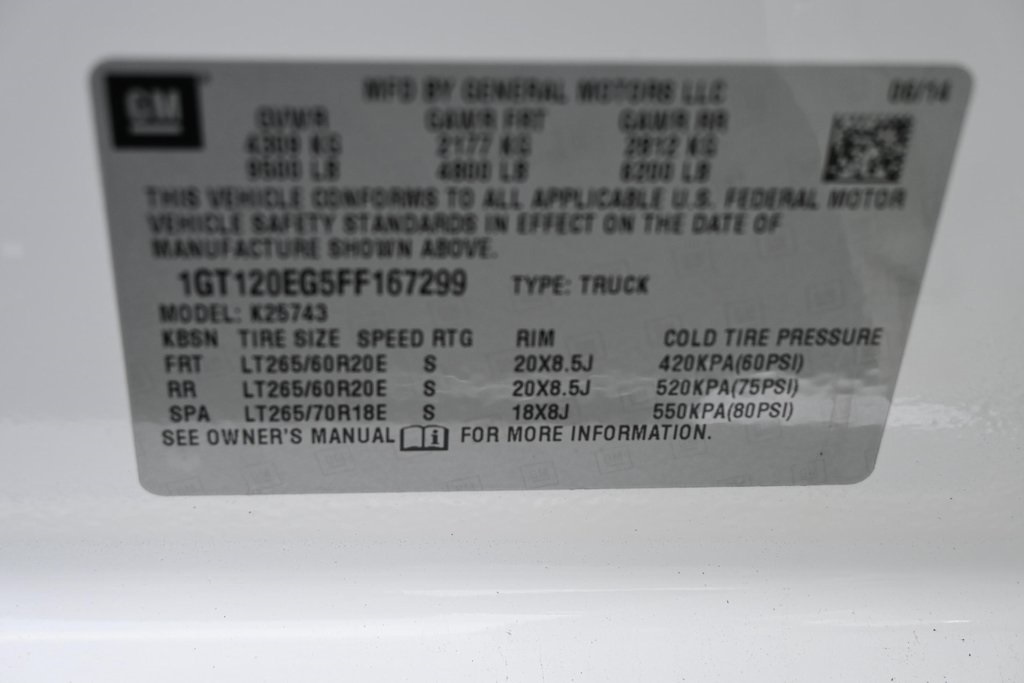 GM
MFD BY GENERAL MOTORS LLC 08/14
GVWR GAWR FRT GAWR RR
4309 KG 2177 KG 2812 KG
9500 LB 4800 LB 6200 LB
THIS VEHICLE CONFORMS TO ALL APPLICABLE U.S. FEDERAL MOTOR
VEHICLE SAFETY STANDARDS IN EFFECT ON THE DATE OF
MANUFACTURE SHOWN ABOVE.
1GT120EG5FF167299 TYPE: TRUCK
MODEL: K25743
KBSN TIRE SIZE SPEED RTG RIM COLD TIRE PRESSURE
FRT LT265/60R20E S 20X8.5J 420KPA(60PSI)
RR LT265/60R20E S 20X8.5J 520KPA(75PSI)
SPA LT265/70R18E S 18X8J 550KPA(80PSI)
SEE OWNER'S MANUAL FOR MORE INFORMATION.